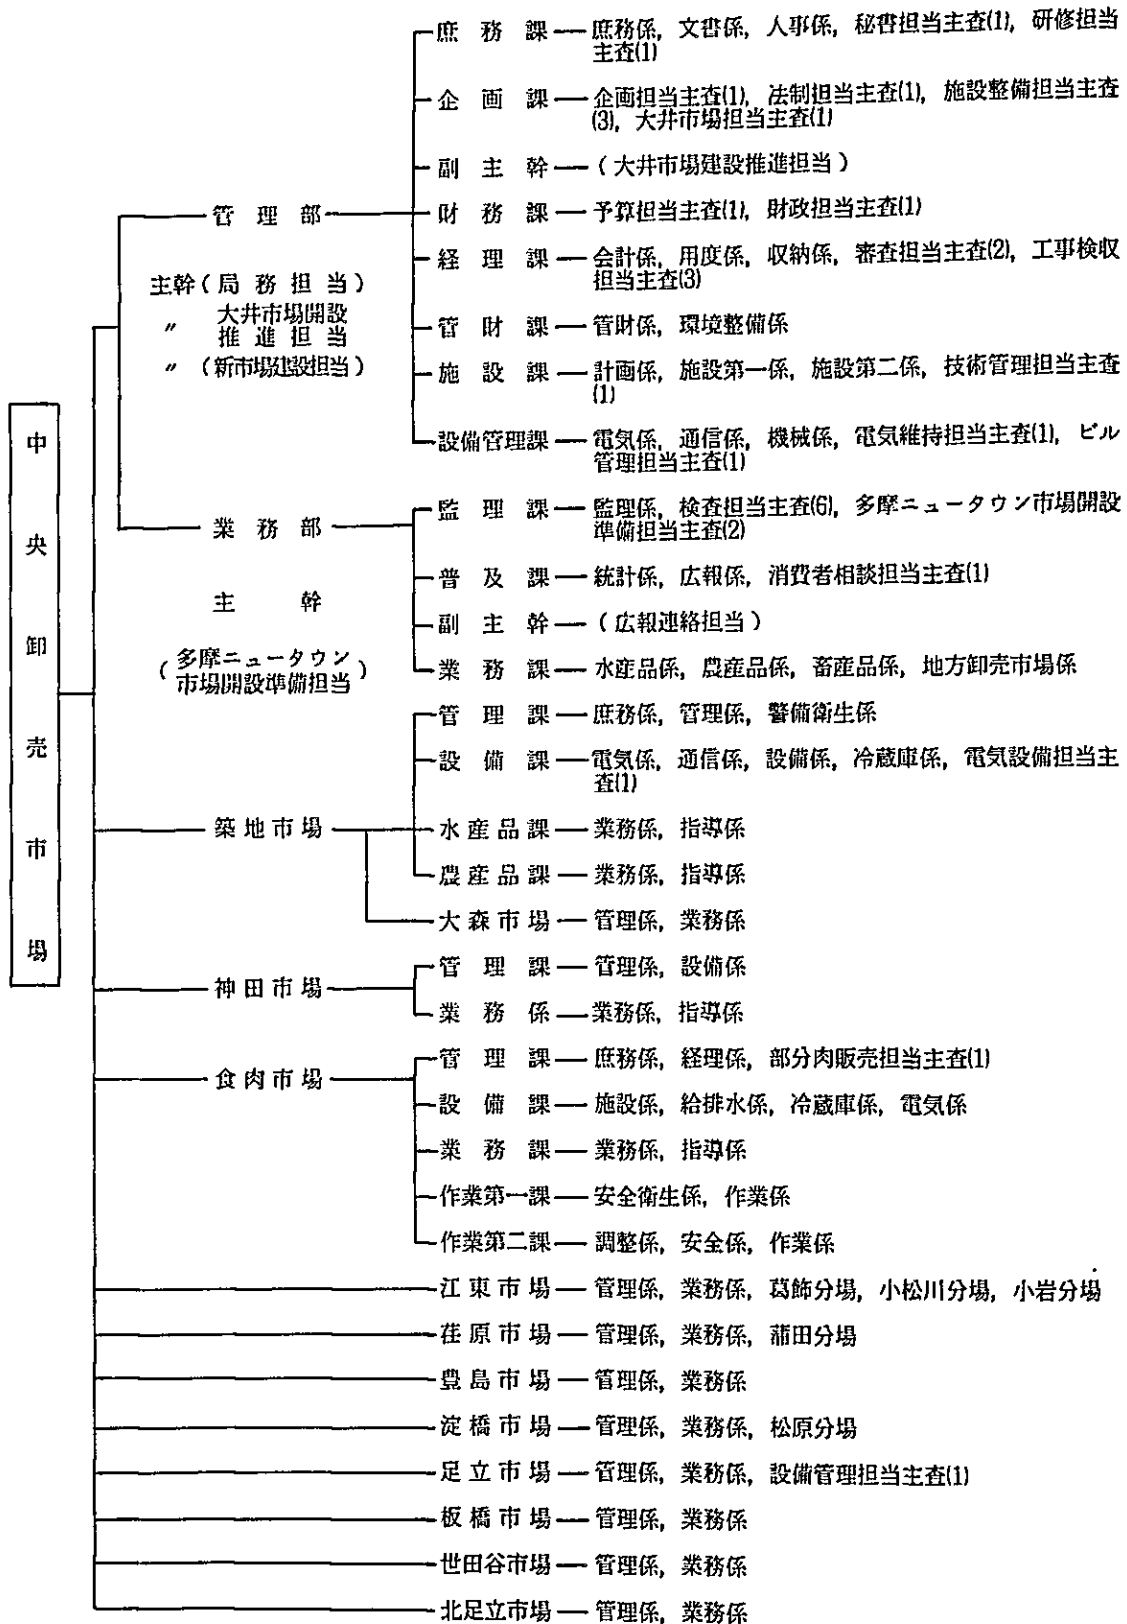 中央卸売市場
管理部
主幹(局務担当)
〃 大井市場開設
推進担当
〃 (新市場建設担当)
庶務課 庶務係, 文書係, 人事係, 秘書担当主査(1), 研修担当
主査(1)
企画課 企画担当主査(1), 法制担当主査(1), 施設整備担当主査
(3), 大井市場担当主査(1)
副主幹 (大井市場建設推進担当)
財務課 予算担当主査(1), 財政担当主査(1)
経理課 会計係, 用度係, 収納係, 審査担当主査(2), 工事検収
担当主査(3)
管財課 管財係, 環境整備係
施設課 計画係, 施設第一係, 施設第二係, 技術管理担当主査
(1)
設備管理課 電気係, 通信係, 機械係, 電気維持担当主査(1), ビル
管理担当主査(1)
業務部
主幹
(多摩ニュータウン
市場開設準備担当)
監理課 監理係, 検査担当主査(6), 多摩ニュータウン市場開設
準備担当主査(2)
普及課 統計係, 広報係, 消費者相談担当主査(1)
副主幹 (広報連絡担当)
業務課 水産品係, 農産品係, 畜産品係, 地方卸売市場係
築地市場
管理課 庶務係, 管理係, 警備衛生係
設備課 電気係, 通信係, 設備係, 冷蔵庫係, 電気設備担当主
査(1)
水産品課 業務係, 指導係
農産品課 業務係, 指導係
大森市場 管理係, 業務係
神田市場
管理課 管理係, 設備係
業務係 業務係, 指導係
食肉市場
管理課 庶務係, 経理係, 部分肉販売担当主査(1)
設備課 施設係, 給排水係, 冷蔵庫係, 電気係
業務課 業務係, 指導係
作業第一課 安全衛生係, 作業係
作業第二課 調整係, 安全係, 作業係
江東市場 管理係, 業務係, 葛飾分場, 小松川分場, 小岩分場
荏原市場 管理係, 業務係, 蒲田分場
豊島市場 管理係, 業務係
淀橋市場 管理係, 業務係, 松原分場
足立市場 管理係, 業務係, 設備管理担当主査(1)
板橋市場 管理係, 業務係
世田谷市場 管理係, 業務係
北足立市場 管理係, 業務係